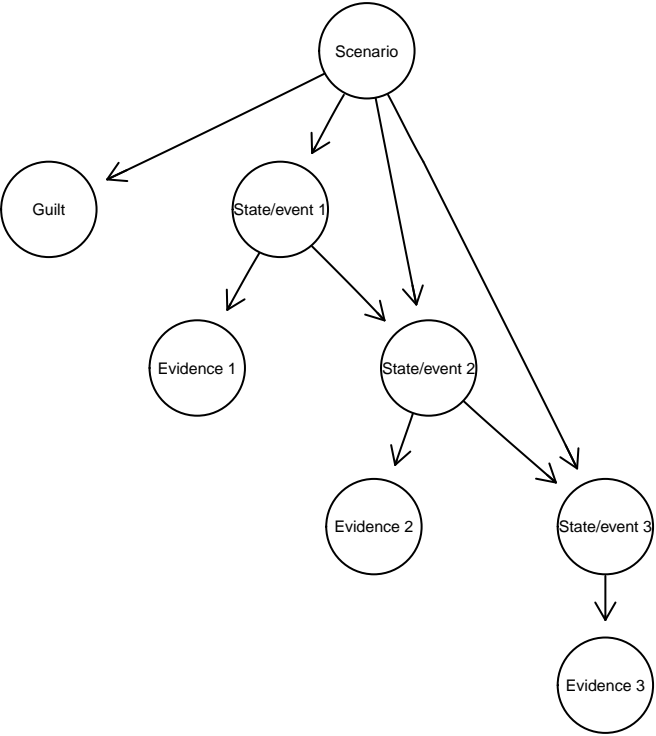 Scenario
Guilt
State/event 1
Evidence 1
State/event 2
Evidence 2
State/event 3
Evidence 3